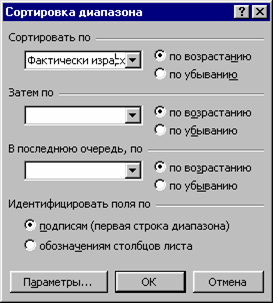 Сортировка диапазона
Сортировать по
Фактически израсх
по возрастанию
по убыванию
Затем по
по возрастанию
по убыванию
В последнюю очередь, по
по возрастанию
по убыванию
Идентифицировать поля по
подписям (первая строка диапазона)
обозначениям столбцов листа
Параметры...
ОК
Отмена